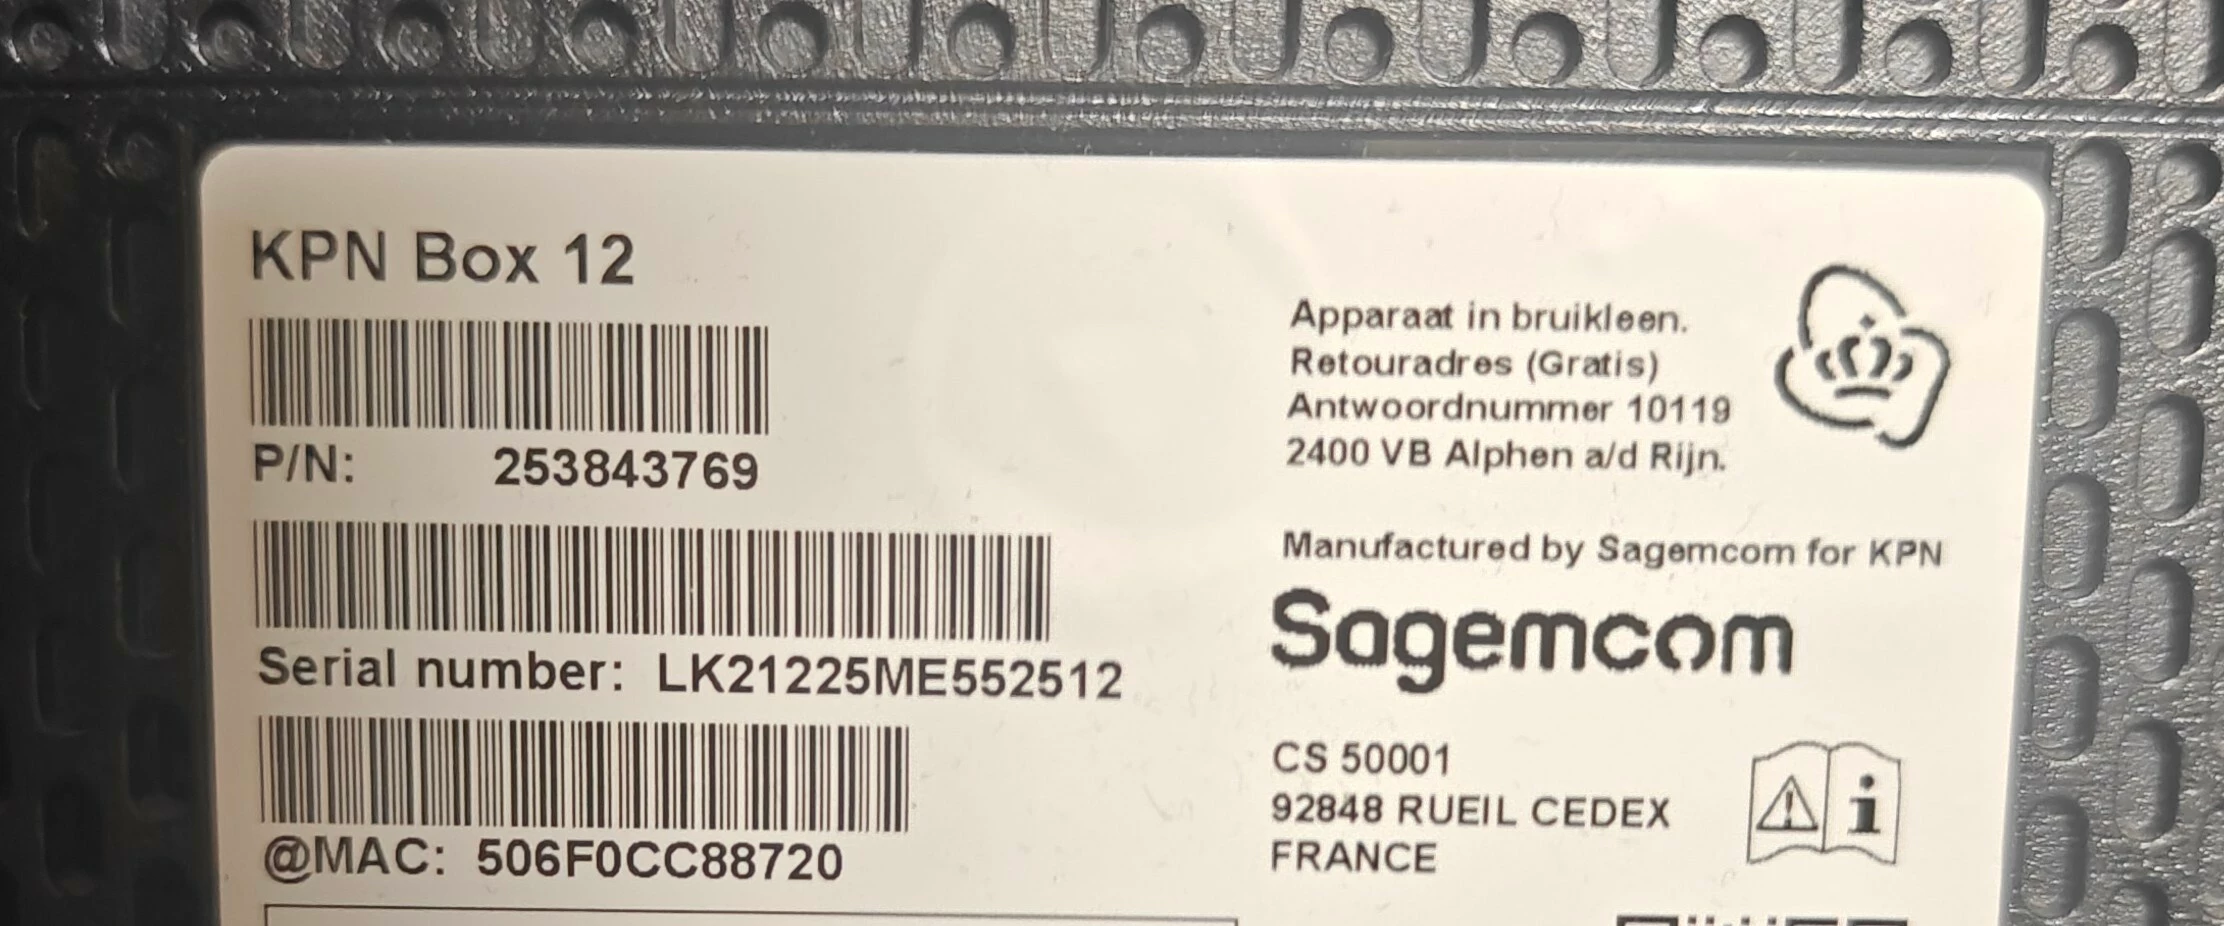 KPN Box 12
P/N: 253843769
Serial number: LK21225ME552512
@MAC: 506F0CC88720
Apparaat in bruikleen.
Retouradres (Gratis)
Antwoordnummer 10119
2400 VB Alphen a/d Rijn.
Manufactured by Sagemcom for KPN
Sagemcom
CS 50001
92848 RUEIL CEDEX
FRANCE